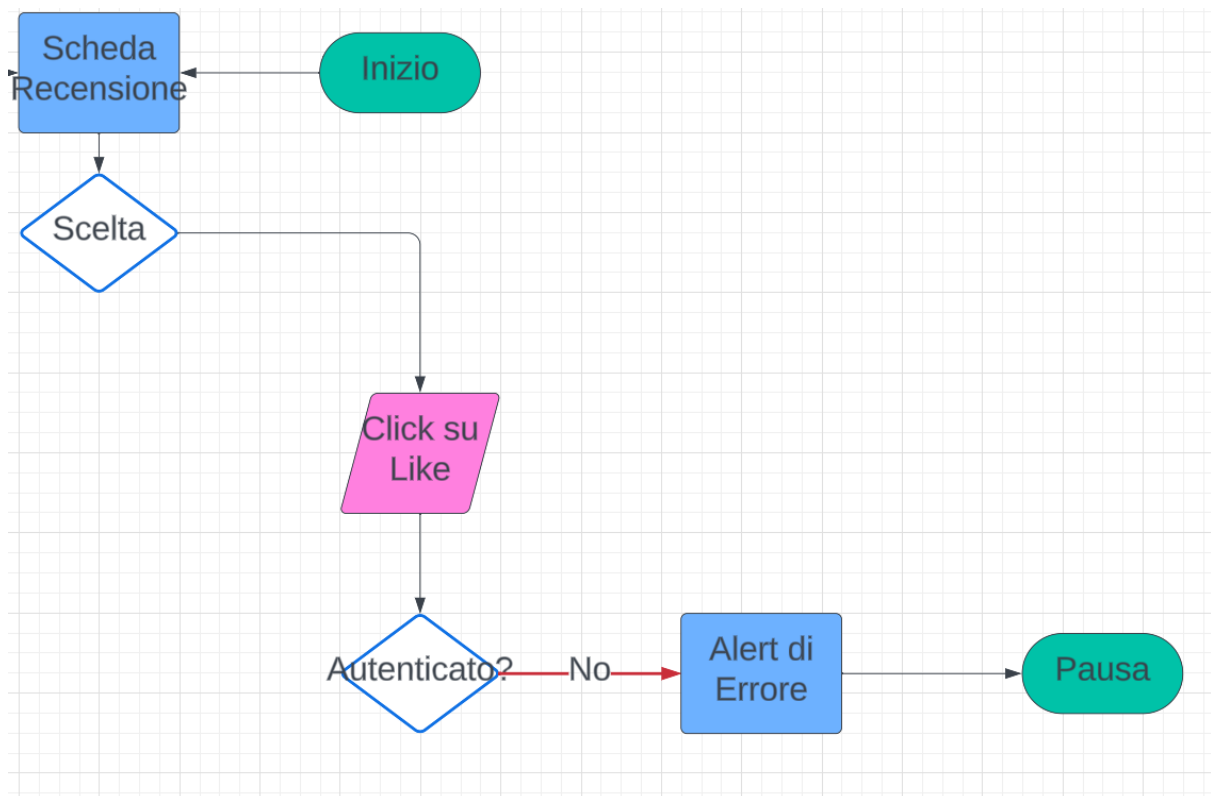 Scheda
Recensione
Inizio
Scelta
Click su
Like
Autenticato?
No
Alert di
Errore
Pausa